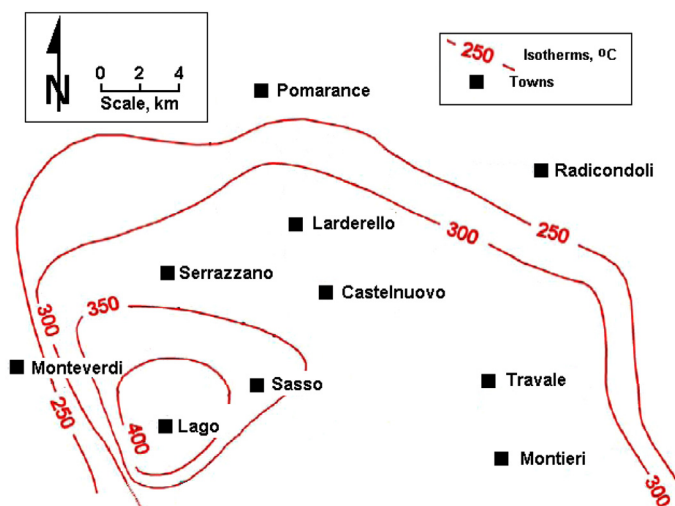 N
0 2 4
Scale, km
250 Isotherms, ºC
Towns
Pomarance
Radicondoli
Larderello
300
250
Serrazzano
Castelnuovo
300
350
Monteverdi
250
Sasso
Travale
Lago
400
Montieri
300